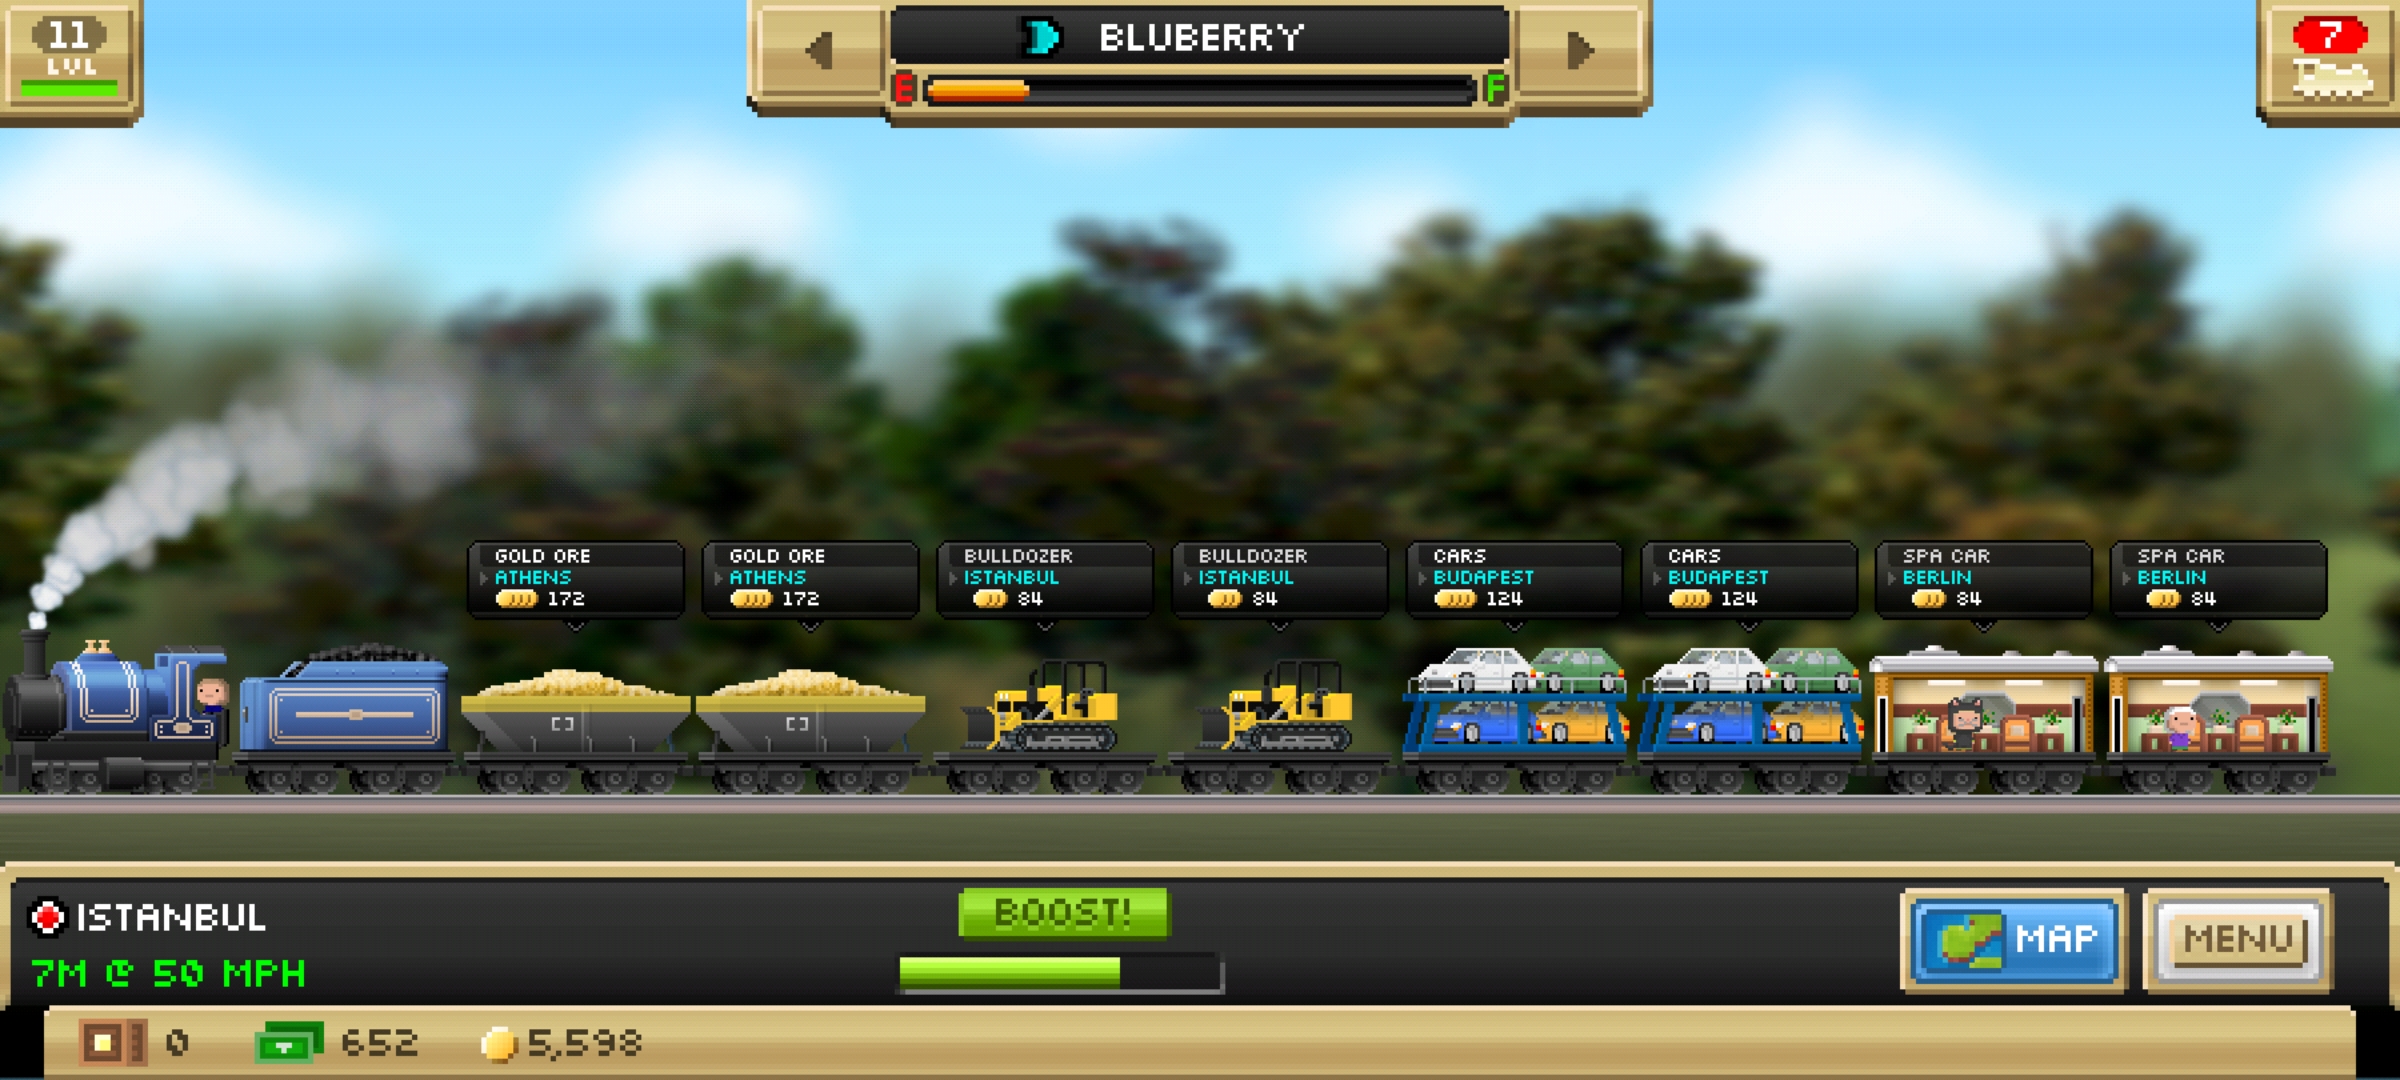 11
LVL
BLUBERRY
E F
7
GOLD ORE
ATHENS
172
GOLD ORE
ATHENS
172
BULLDOZER
ISTANBUL
84
BULLDOZER
ISTANBUL
84
CARS
BUDAPEST
124
CARS
BUDAPEST
124
SPA CAR
BERLIN
84
SPA CAR
BERLIN
84
ISTANBUL
7M @ 50 MPH
BOOST!
MAP
MENU
0 652 5,598